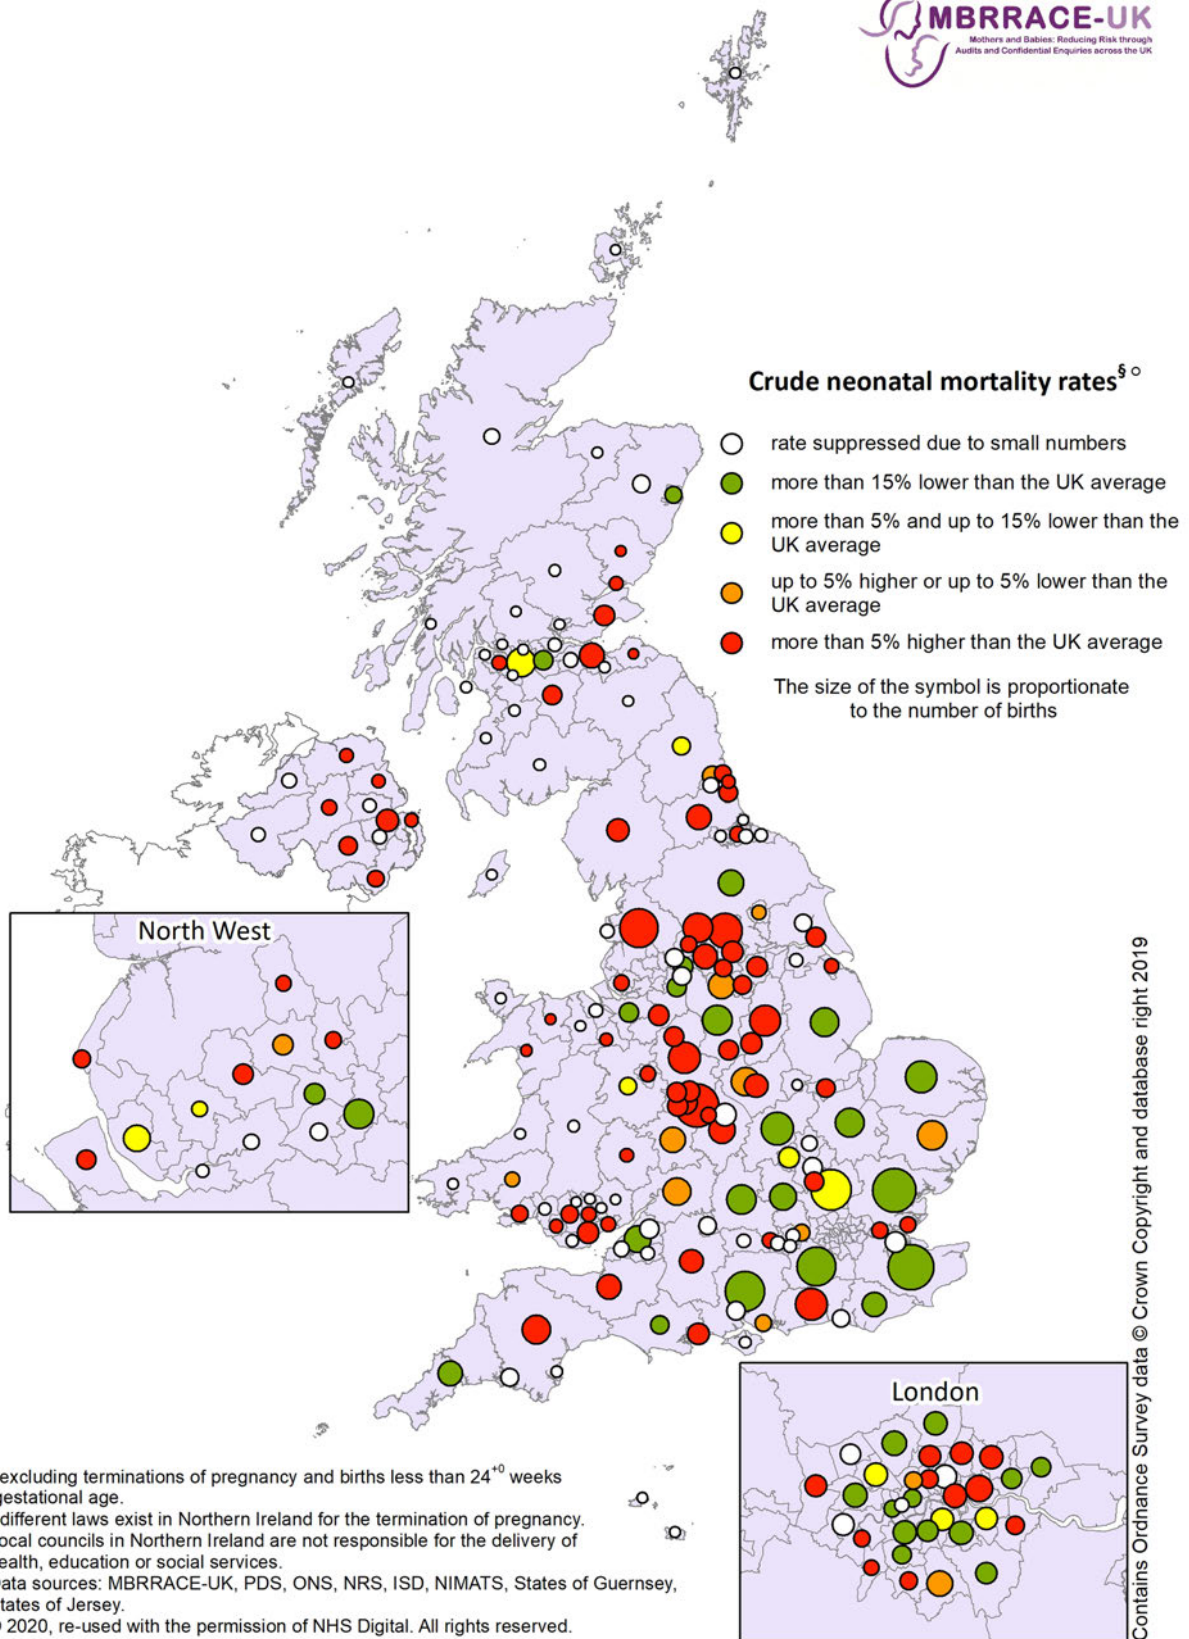 MBRRACE-UK
Mothers and Babies: Reducing Risk through
Audits and Confidential Enquiries across the UK
Crude neonatal mortality rates§ ○
rate suppressed due to small numbers
more than 15% lower than the UK average
more than 5% and up to 15% lower than the
UK average
up to 5% higher or up to 5% lower than the
UK average
more than 5% higher than the UK average
The size of the symbol is proportionate
to the number of births
North West
London
excluding terminations of pregnancy and births less than 24⁺⁰ weeks
gestational age.
different laws exist in Northern Ireland for the termination of pregnancy.
ocal councils in Northern Ireland are not responsible for the delivery of
ealth, education or social services.
ata sources: MBRRACE-UK, PDS, ONS, NRS, ISD, NIMATS, States of Guernsey,
tates of Jersey.
2020, re-used with the permission of NHS Digital. All rights reserved.
Contains Ordnance Survey data © Crown Copyright and database right 2019